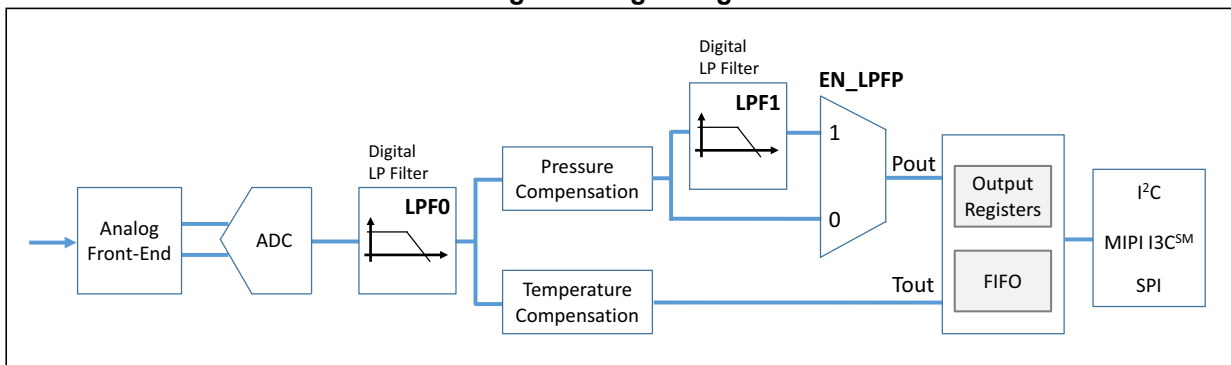 Digital
LP Filter
LPF1
EN_LPFP
1
0
Pout
Digital
LP Filter
LPF0
Analog
Front-End
ADC
Pressure
Compensation
Temperature
Compensation
Tout
Output
Registers
FIFO
I²C
MIPI I3Cˢᴹ
SPI